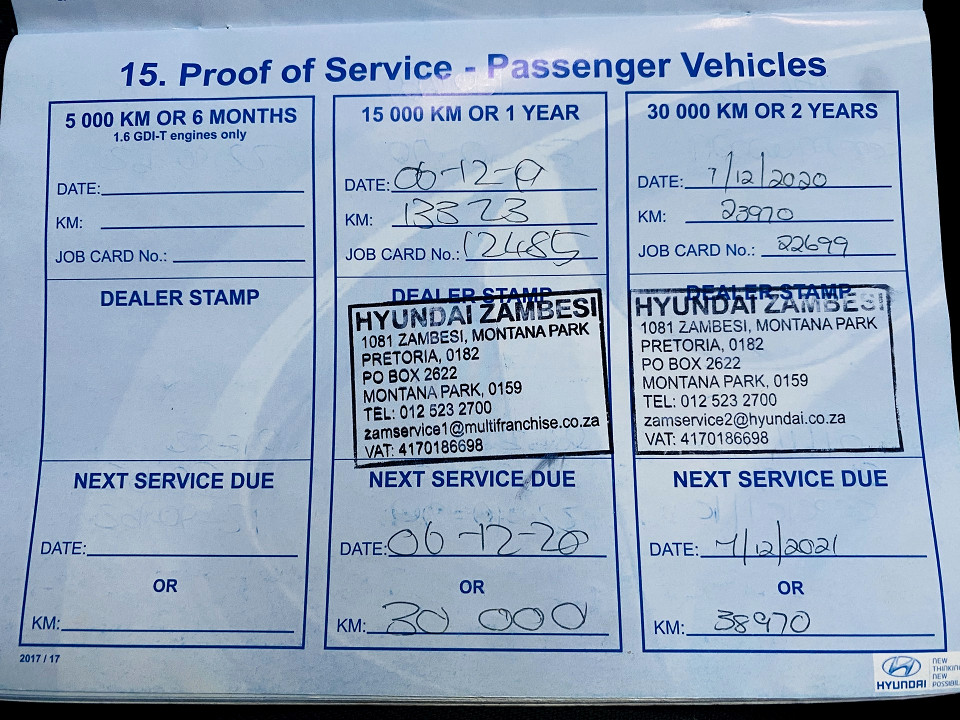 15. Proof of Service - Passenger Vehicles
5 000 KM OR 6 MONTHS
1.6 GDI-T engines only
DATE:
KM:
JOB CARD No.:
DEALER STAMP
NEXT SERVICE DUE
DATE:
OR
KM:
2017 / 17
15 000 KM OR 1 YEAR
DATE: 06-12-19
KM: 13323
JOB CARD No.: 12485
DEALER STAMP
HYUNDAI ZAMBESI
1081 ZAMBESI, MONTANA PARK
PRETORIA, 0182
PO BOX 2622
MONTANA PARK, 0159
TEL: 012 523 2700
zamservice1@multifranchise.co.za
VAT: 4170186698
NEXT SERVICE DUE
DATE: 06-12-20
OR
KM: 30 000
30 000 KM OR 2 YEARS
DATE: 7/12/2020
KM: 23970
JOB CARD No.: 22699
DEALER STAMP
HYUNDAI ZAMBESI
1081 ZAMBESI, MONTANA PARK
PRETORIA, 0182
PO BOX 2622
MONTANA PARK, 0159
TEL: 012 523 2700
zamservice2@hyundai.co.za
VAT: 4170186698
NEXT SERVICE DUE
DATE: 7/12/2021
OR
KM: 38970
HYUNDAI
NEW
THINKING
NEW
POSSIBIL